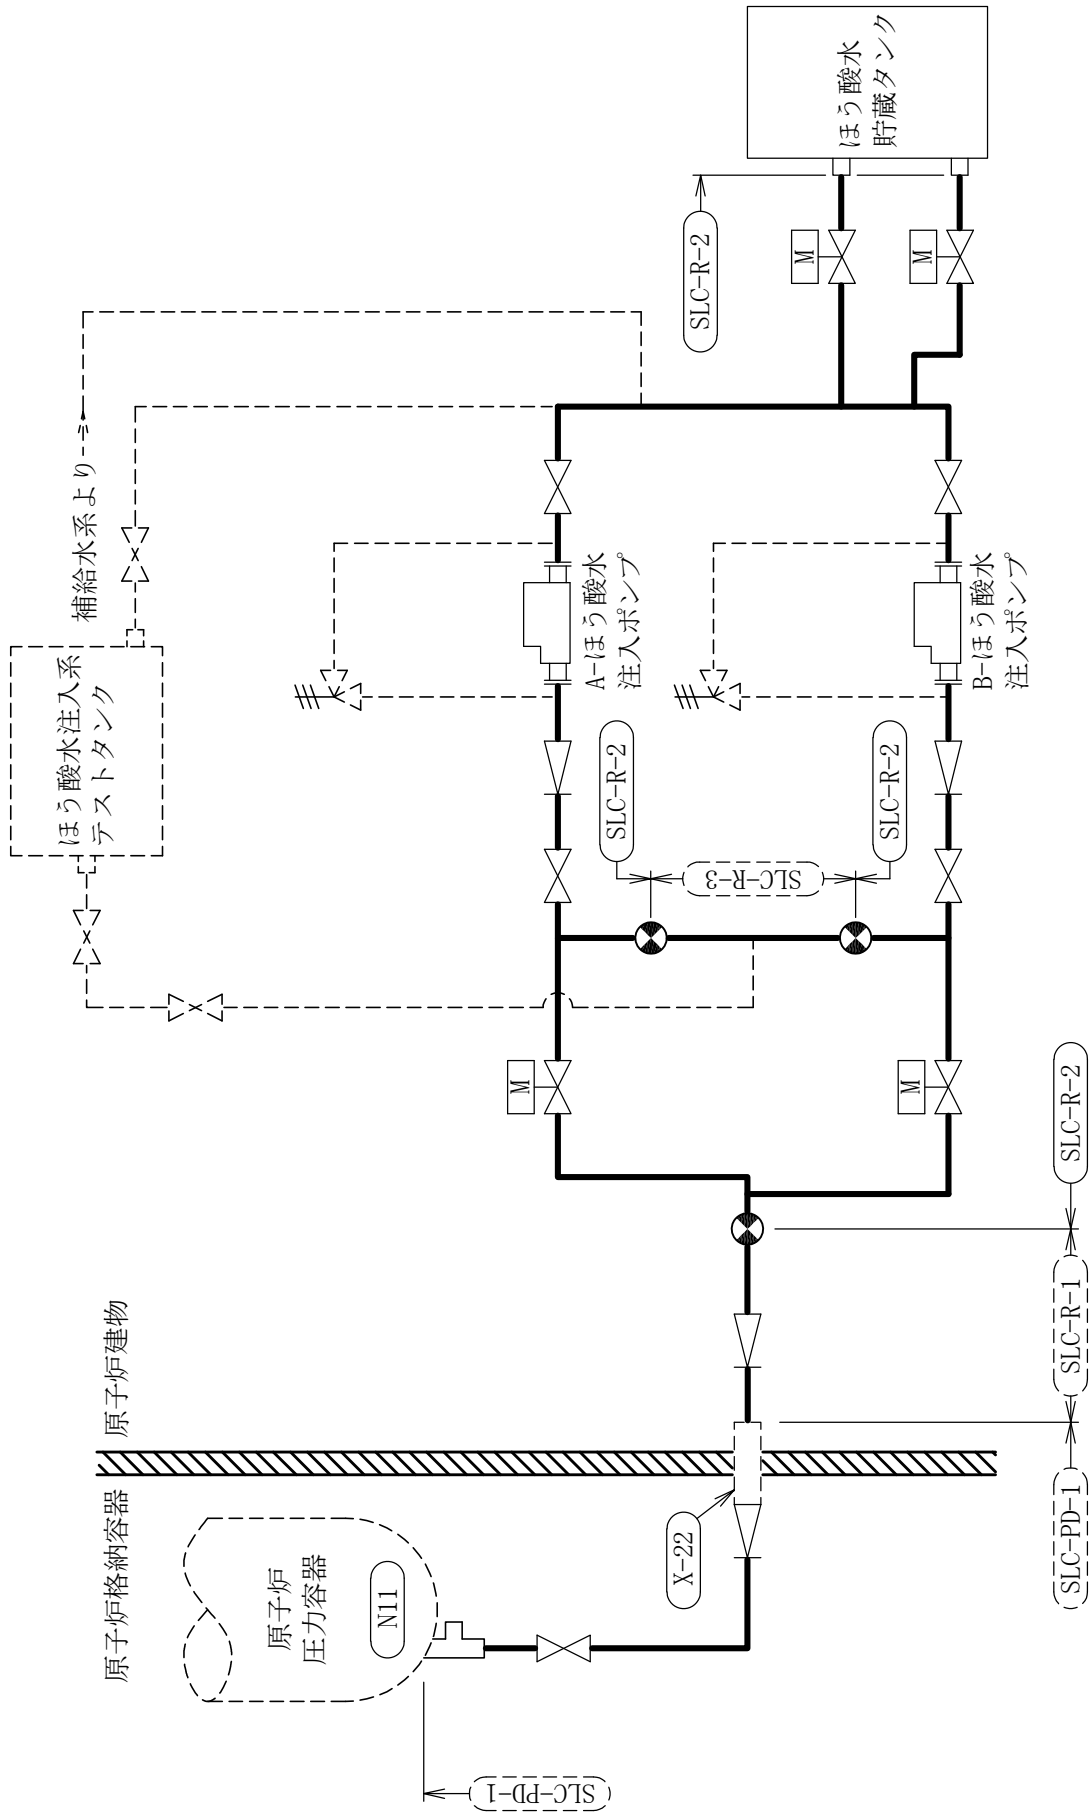 原子炉格納容器
原子炉建物
原子炉
圧力容器
N11
SLC-PD-1
X-22
SLC-PD-1
SLC-R-1
SLC-R-2
M
M
ほう酸水注入系
テストタンク
補給水系より
SLC-R-2
SLC-R-3
SLC-R-2
A-ほう酸水
注入ポンプ
B-ほう酸水
注入ポンプ
SLC-R-2
M
M
ほう酸水
貯蔵タンク